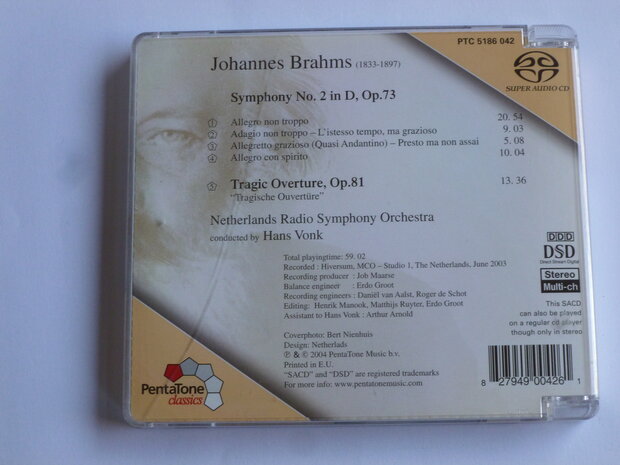 PTC 5186 042
SUPER AUDIO CD
Johannes Brahms (1833-1897)
Symphony No. 2 in D, Op.73
1 Allegro non troppo 20. 54
2 Adagio non troppo – L'istesso tempo, ma grazioso 9. 03
3 Allegretto grazioso (Quasi Andantino) – Presto ma non assai 5. 08
4 Allegro con spirito 10. 04
5 Tragic Overture, Op.81 13. 36
"Tragische Ouvertüre"
Netherlands Radio Symphony Orchestra
conducted by Hans Vonk
Total playingtime: 59. 02
Recorded : Hiversum, MCO – Studio 1, The Netherlands, June 2003
Recording producer : Job Maarse
Balance engineer : Erdo Groot
Recording engineers : Daniël van Aalst, Roger de Schot
Editing: Henrik Manook, Matthijs Ruyter, Erdo Groot
Assistant to Hans Vonk : Arthur Arnold
Coverphoto: Bert Nienhuis
Design: Netherlads
℗ & © 2004 PentaTone Music b.v.
Printed in E.U.
"SACD" and "DSD" are registered trademarks
For more info: www.pentatonemusic.com
DDD
DSD
Direct Stream Digital
Stereo
Multi-ch
This SACD
can also be played
on a regular cd player
though only in stereo
8 27949 00426 1
PentaTone
classics